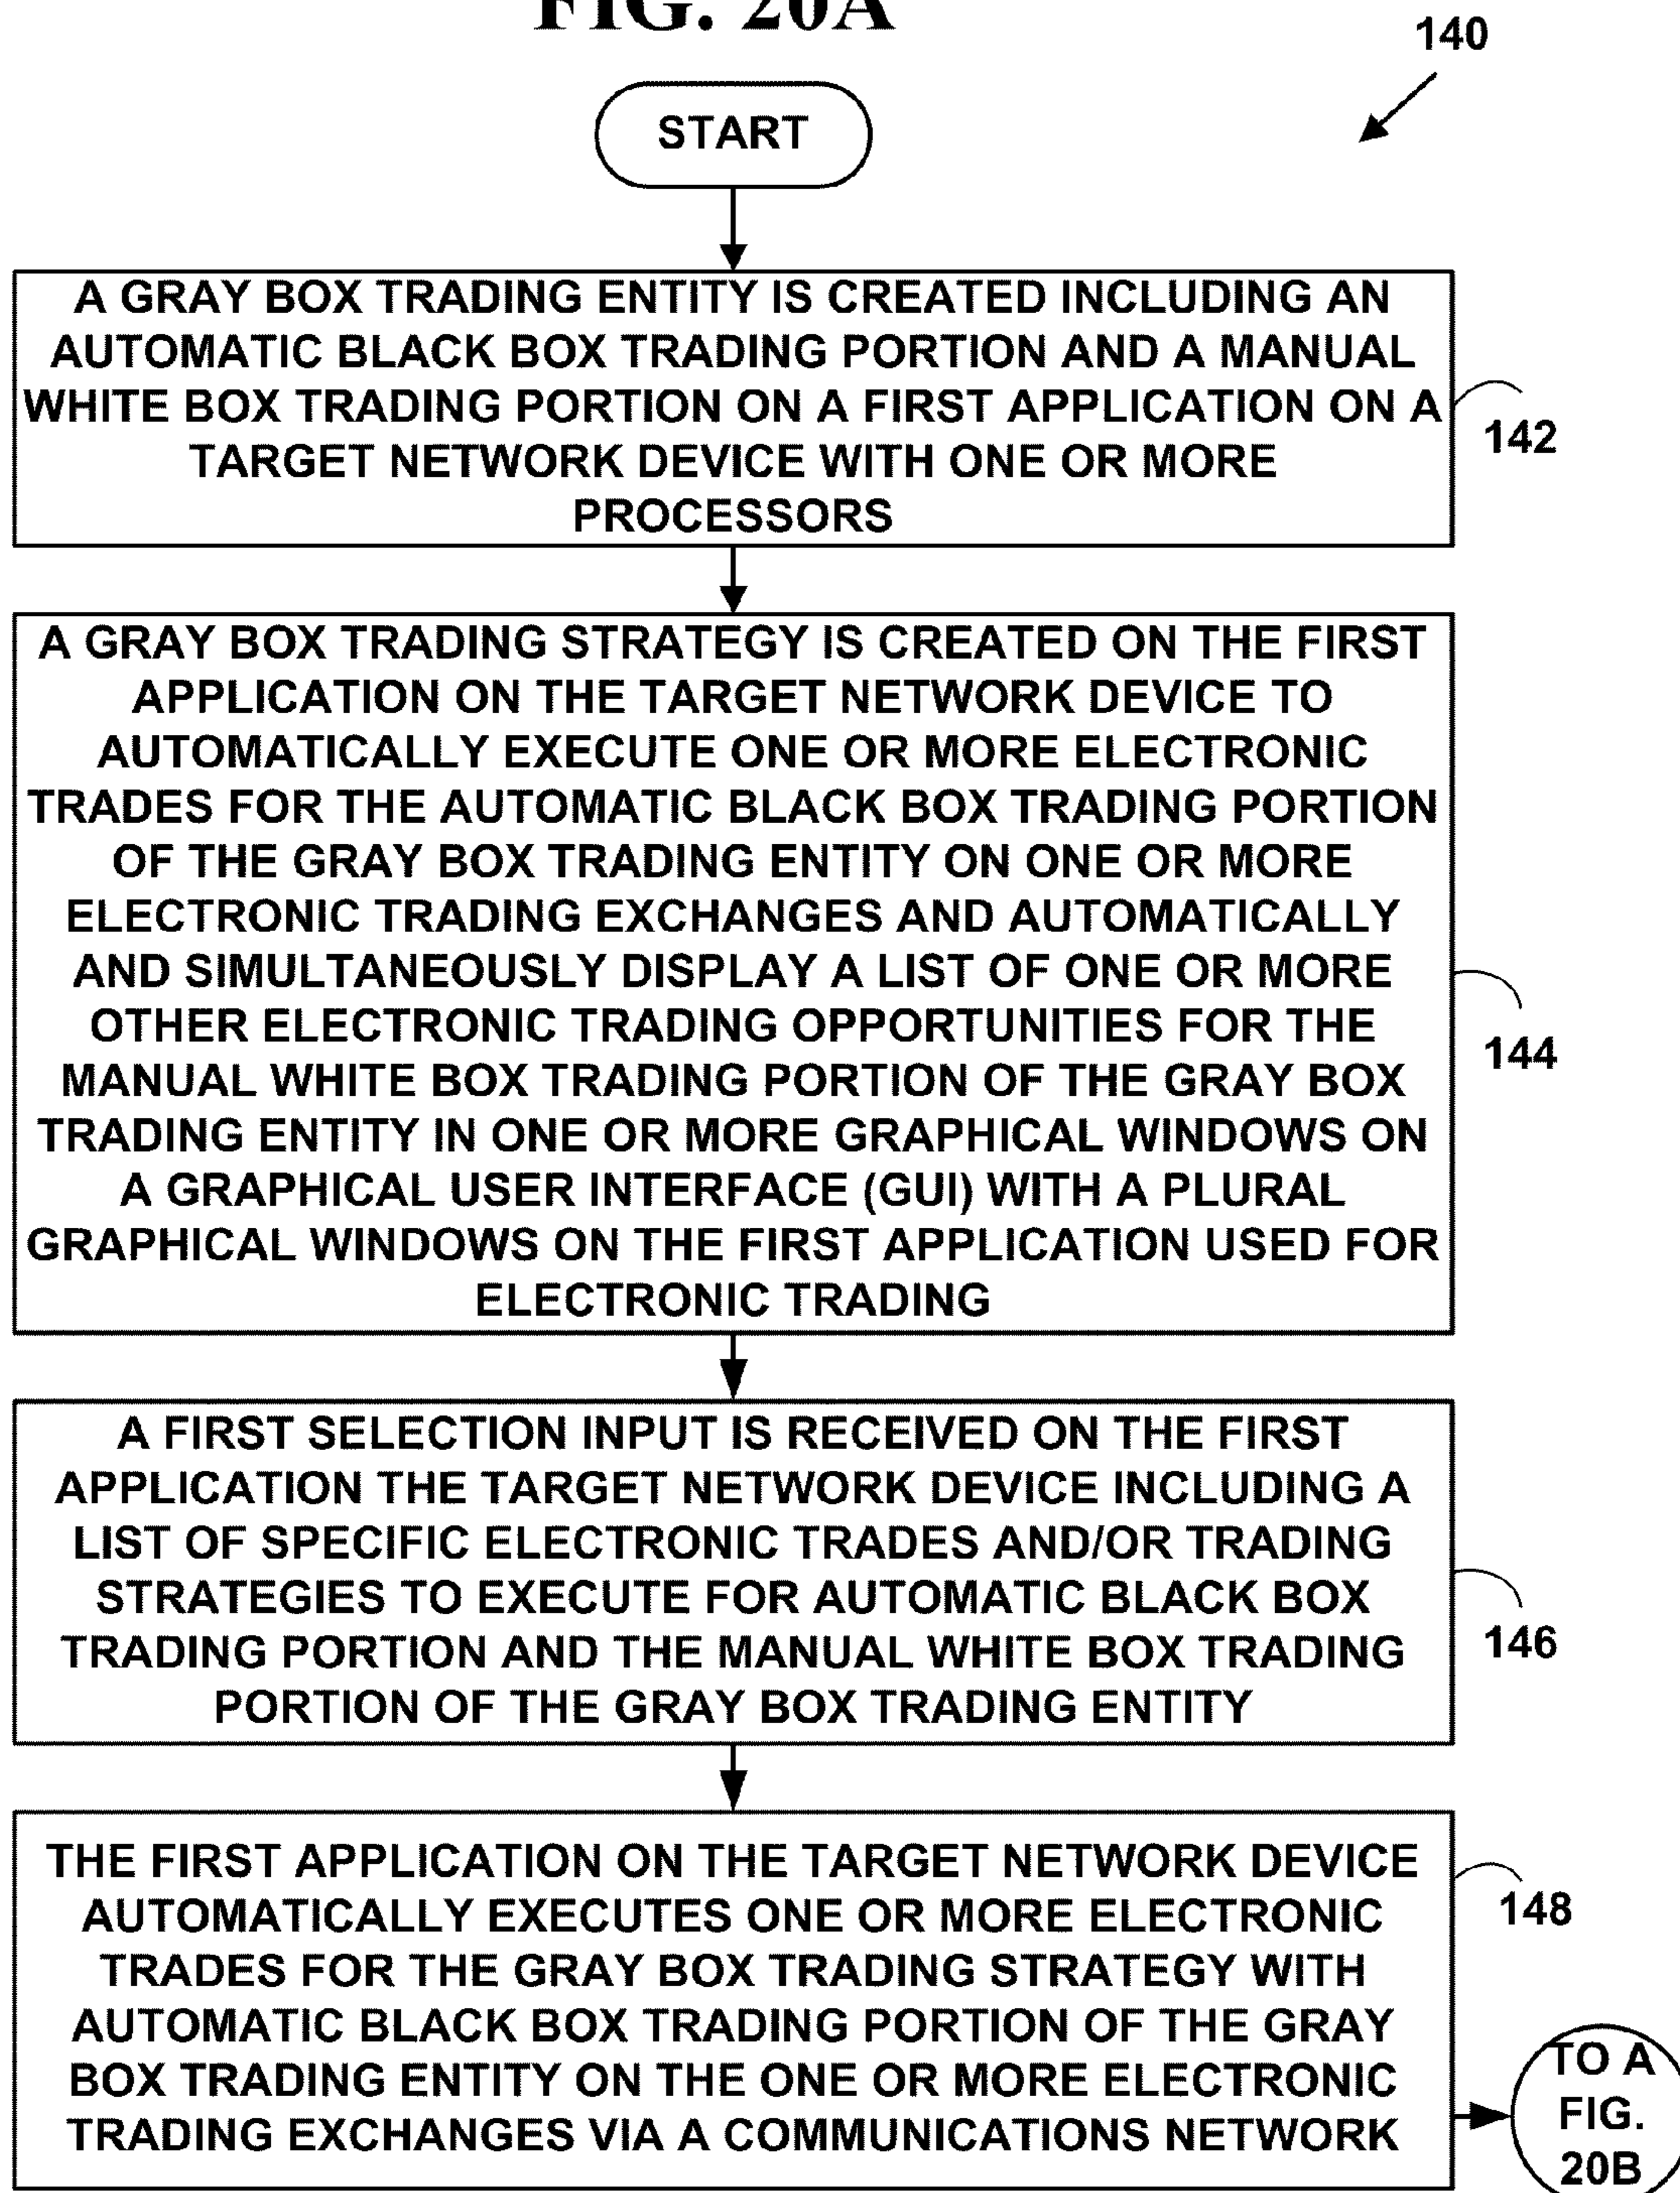 FIG. 20A
140
START
A GRAY BOX TRADING ENTITY IS CREATED INCLUDING AN
AUTOMATIC BLACK BOX TRADING PORTION AND A MANUAL
WHITE BOX TRADING PORTION ON A FIRST APPLICATION ON A
TARGET NETWORK DEVICE WITH ONE OR MORE
PROCESSORS
142
A GRAY BOX TRADING STRATEGY IS CREATED ON THE FIRST
APPLICATION ON THE TARGET NETWORK DEVICE TO
AUTOMATICALLY EXECUTE ONE OR MORE ELECTRONIC
TRADES FOR THE AUTOMATIC BLACK BOX TRADING PORTION
OF THE GRAY BOX TRADING ENTITY ON ONE OR MORE
ELECTRONIC TRADING EXCHANGES AND AUTOMATICALLY
AND SIMULTANEOUSLY DISPLAY A LIST OF ONE OR MORE
OTHER ELECTRONIC TRADING OPPORTUNITIES FOR THE
MANUAL WHITE BOX TRADING PORTION OF THE GRAY BOX
TRADING ENTITY IN ONE OR MORE GRAPHICAL WINDOWS ON
A GRAPHICAL USER INTERFACE (GUI) WITH A PLURAL
GRAPHICAL WINDOWS ON THE FIRST APPLICATION USED FOR
ELECTRONIC TRADING
144
A FIRST SELECTION INPUT IS RECEIVED ON THE FIRST
APPLICATION THE TARGET NETWORK DEVICE INCLUDING A
LIST OF SPECIFIC ELECTRONIC TRADES AND/OR TRADING
STRATEGIES TO EXECUTE FOR AUTOMATIC BLACK BOX
TRADING PORTION AND THE MANUAL WHITE BOX TRADING
PORTION OF THE GRAY BOX TRADING ENTITY
146
THE FIRST APPLICATION ON THE TARGET NETWORK DEVICE
AUTOMATICALLY EXECUTES ONE OR MORE ELECTRONIC
TRADES FOR THE GRAY BOX TRADING STRATEGY WITH
AUTOMATIC BLACK BOX TRADING PORTION OF THE GRAY
BOX TRADING ENTITY ON THE ONE OR MORE ELECTRONIC
TRADING EXCHANGES VIA A COMMUNICATIONS NETWORK
148
TO A
FIG.
20B